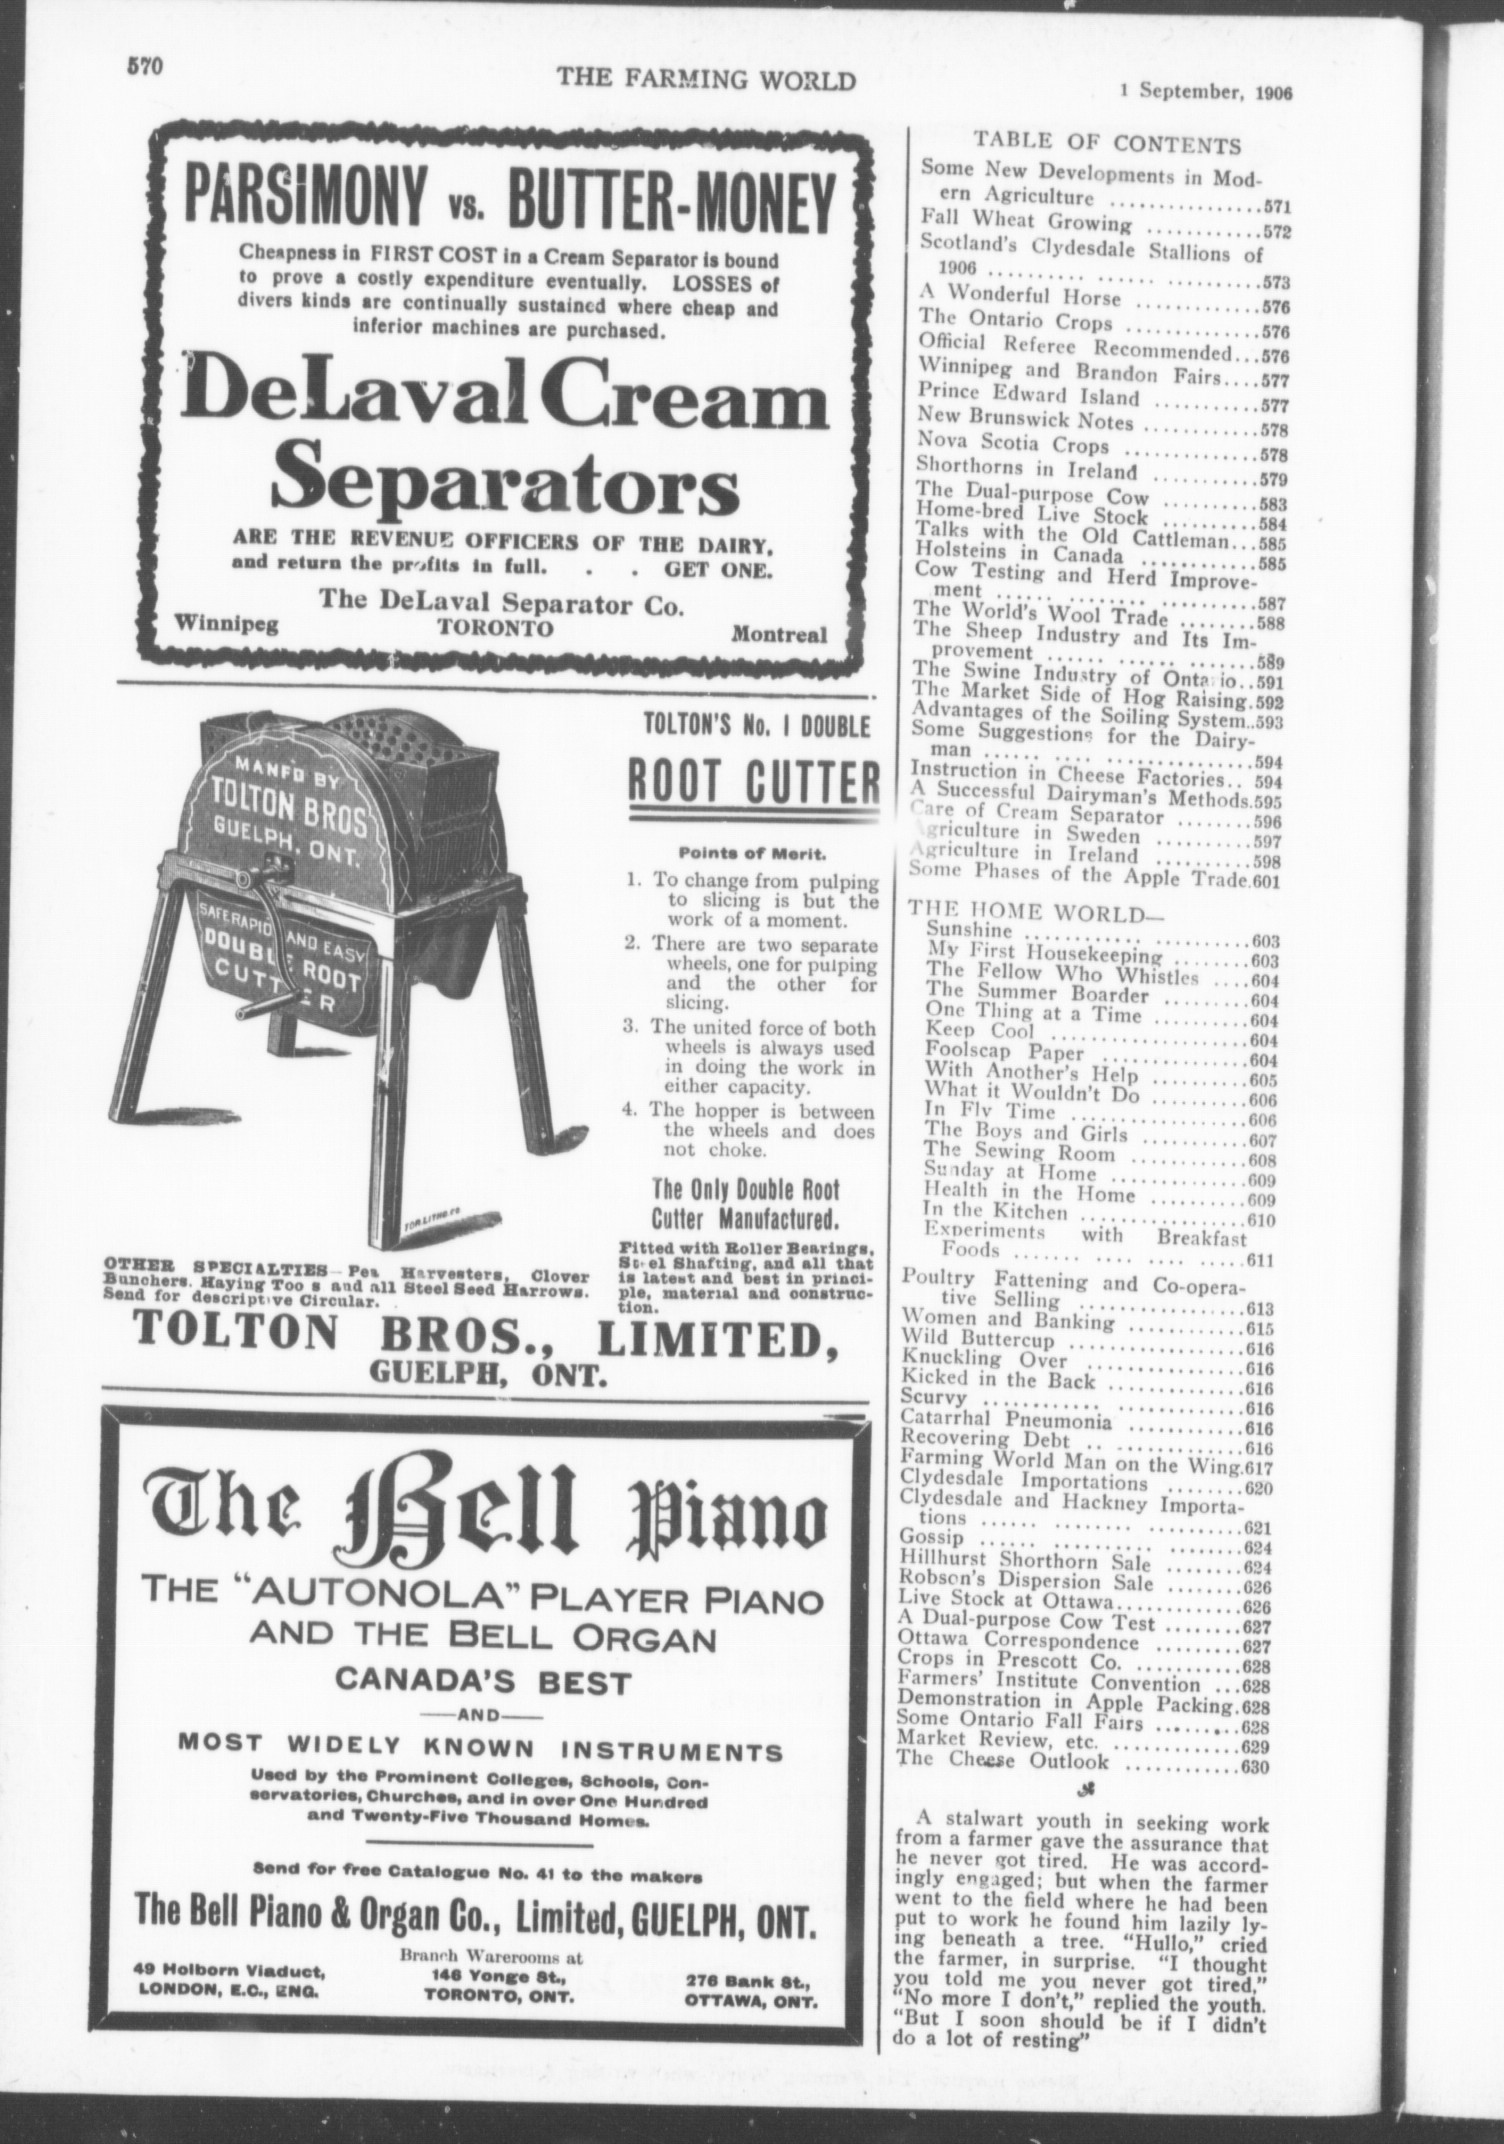 570
THE FARMING WORLD
1 September, 1906
PARSIMONY vs. BUTTER-MONEY
Cheapness in FIRST COST in a Cream Separator is bound
to prove a costly expenditure eventually. LOSSES of
divers kinds are continually sustained where cheap and
inferior machines are purchased.
DeLaval Cream
Separators
ARE THE REVENUE OFFICERS OF THE DAIRY,
and return the profits in full. . . GET ONE.
The DeLaval Separator Co.
Winnipeg TORONTO Montreal
MANFD BY
TOLTON BROS
GUELPH, ONT.
SAFE RAPID AND EASY
DOUBLE ROOT
CUTTER
TOR.LITHO.CO
TOLTON'S No. 1 DOUBLE
ROOT CUTTER
Points of Merit.
1. To change from pulping
to slicing is but the
work of a moment.
2. There are two separate
wheels, one for pulping
and the other for
slicing.
3. The united force of both
wheels is always used
in doing the work in
either capacity.
4. The hopper is between
the wheels and does
not choke.
The Only Double Root
Cutter Manufactured.
Fitted with Roller Bearings,
Steel Shafting, and all that
is latest and best in princi-
ple, material and construc-
tion.
OTHER SPECIALTIES—Pea Harvesters, Clover
Bunchers. Haying Tools and all Steel Seed Harrows.
Send for descriptive Circular.
TOLTON BROS., LIMITED,
GUELPH, ONT.
The Bell Piano
THE "AUTONOLA" PLAYER PIANO
AND THE BELL ORGAN
CANADA'S BEST
—AND—
MOST WIDELY KNOWN INSTRUMENTS
Used by the Prominent Colleges, Schools, Con-
servatories, Churches, and in over One Hundred
and Twenty-Five Thousand Homes.
Send for free Catalogue No. 41 to the makers
The Bell Piano & Organ Co., Limited, GUELPH, ONT.
Branch Warerooms at
49 Holborn Viaduct, 146 Yonge St., 276 Bank St.,
LONDON, E.C., ENG. TORONTO, ONT. OTTAWA, ONT.
TABLE OF CONTENTS
Some New Developments in Mod-
ern Agriculture ................571
Fall Wheat Growing ............572
Scotland's Clydesdale Stallions of
1906 .......... ...... ..........573
A Wonderful Horse .............576
The Ontario Crops ..............576
Official Referee Recommended...576
Winnipeg and Brandon Fairs....577
Prince Edward Island ...........577
New Brunswick Notes ............578
Nova Scotia Crops ..............578
Shorthorns in Ireland ...........579
The Dual-purpose Cow ..........583
Home-bred Live Stock ..........584
Talks with the Old Cattleman...585
Holsteins in Canada ............585
Cow Testing and Herd Improve-
ment ...... ........ ..........587
The World's Wool Trade ........588
The Sheep Industry and Its Im-
provement ...... ...... .......589
The Swine Industry of Ontario..591
The Market Side of Hog Raising.592
Advantages of the Soiling System..593
Some Suggestions for the Dairy-
man ...... .... ...............594
Instruction in Cheese Factories.. 594
A Successful Dairyman's Methods.595
Care of Cream Separator ........596
Agriculture in Sweden ..........597
Agriculture in Ireland ..........598
Some Phases of the Apple Trade.601
THE HOME WORLD—
Sunshine ............ ..........603
My First Housekeeping ........603
The Fellow Who Whistles ....604
The Summer Boarder .........604
One Thing at a Time ..........604
Keep Cool .....................604
Foolscap Paper ...............604
With Another's Help ..........605
What it Wouldn't Do ..........606
In Fly Time ..................606
The Boys and Girls ...........607
The Sewing Room ............608
Sunday at Home ..............609
Health in the Home ..........609
In the Kitchen .................610
Experiments with Breakfast
Foods ....... .... .... ......611
Poultry Fattening and Co-opera-
tive Selling .................613
Women and Banking ............615
Wild Buttercup ..................616
Knuckling Over ................616
Kicked in the Back ..............616
Scurvy ............ .............616
Catarrhal Pneumonia ............616
Recovering Debt .. .............616
Farming World Man on the Wing.617
Clydesdale Importations ........620
Clydesdale and Hackney Importa-
tions ...... ........ ..........621
Gossip ...... .......... ........624
Hillhurst Shorthorn Sale ........624
Robson's Dispersion Sale ........626
Live Stock at Ottawa.............626
A Dual-purpose Cow Test ........627
Ottawa Correspondence .........627
Crops in Prescott Co. ...........628
Farmers' Institute Convention ...628
Demonstration in Apple Packing.628
Some Ontario Fall Fairs .........628
Market Review, etc. .............629
The Cheese Outlook ............630
A stalwart youth in seeking work
from a farmer gave the assurance that
he never got tired. He was accord-
ingly engaged; but when the farmer
went to the field where he had been
put to work he found him lazily ly-
ing beneath a tree. "Hullo," cried
the farmer, in surprise. "I thought
you told me you never got tired,"
"No more I don't," replied the youth.
"But I soon should be if I didn't
do a lot of resting"